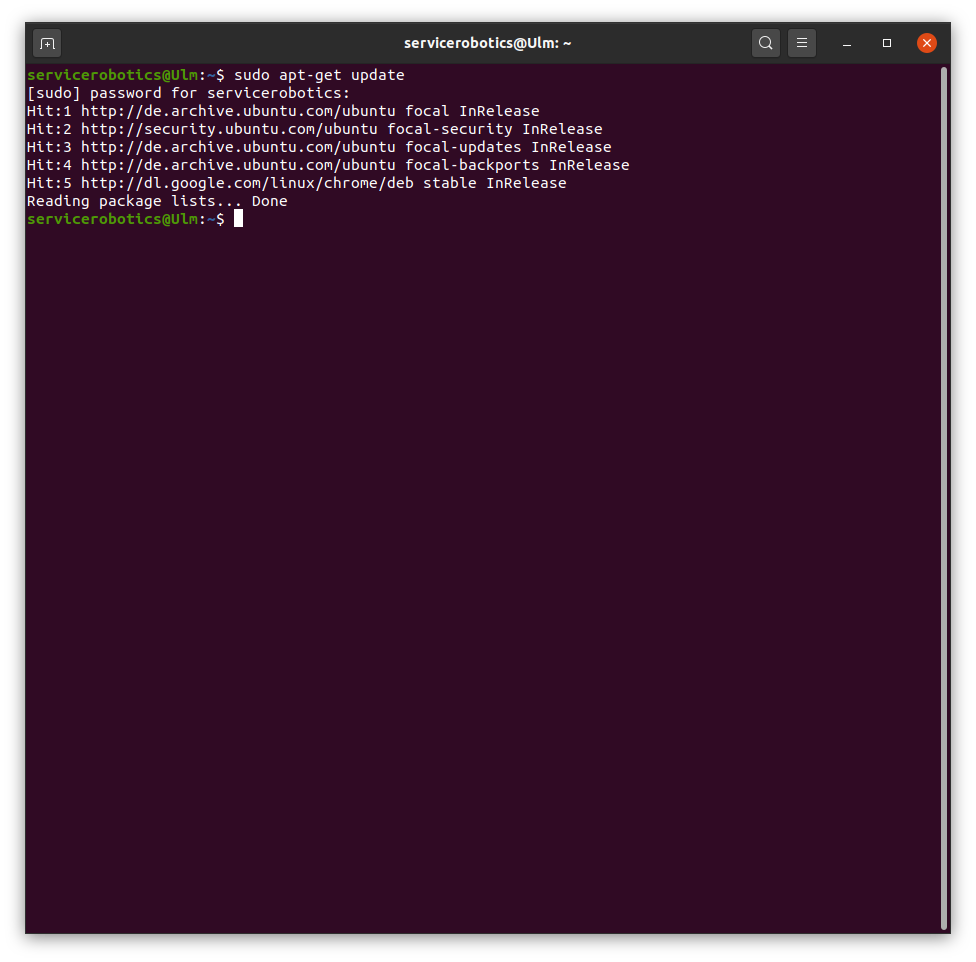 servicerobotics@Ulm: ~
servicerobotics@Ulm:~$ sudo apt-get update
[sudo] password for servicerobotics:
Hit:1 http://de.archive.ubuntu.com/ubuntu focal InRelease
Hit:2 http://security.ubuntu.com/ubuntu focal-security InRelease
Hit:3 http://de.archive.ubuntu.com/ubuntu focal-updates InRelease
Hit:4 http://de.archive.ubuntu.com/ubuntu focal-backports InRelease
Hit:5 http://dl.google.com/linux/chrome/deb stable InRelease
Reading package lists... Done
servicerobotics@Ulm:~$